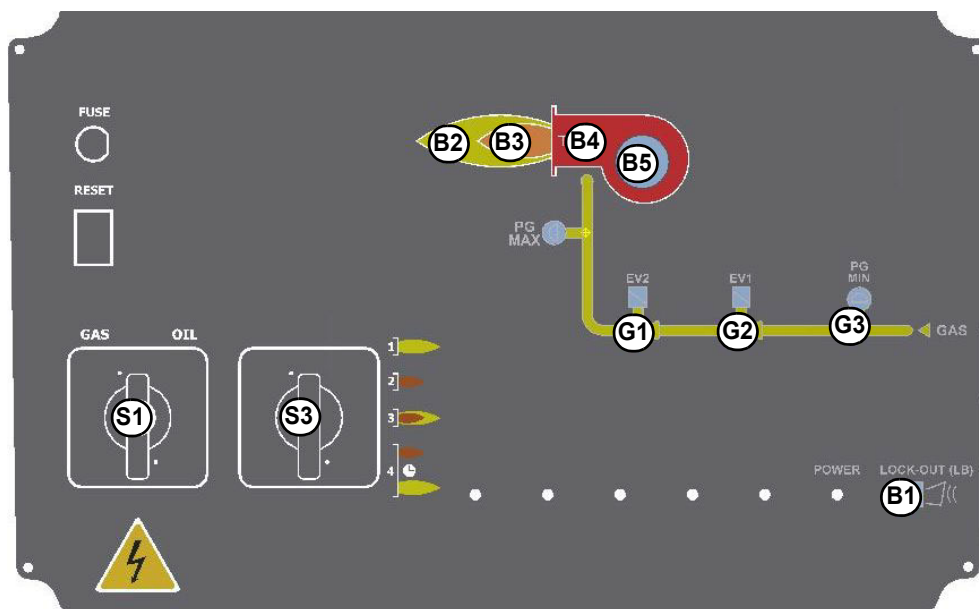 FUSE
B2
B3
B4
B5
RESET
PG
MAX
EV2
EV1
PG
MIN
G1
G2
G3
GAS
GAS
OIL
S1
S3
1
2
3
4
POWER
LOCK-OUT (LB)
B1